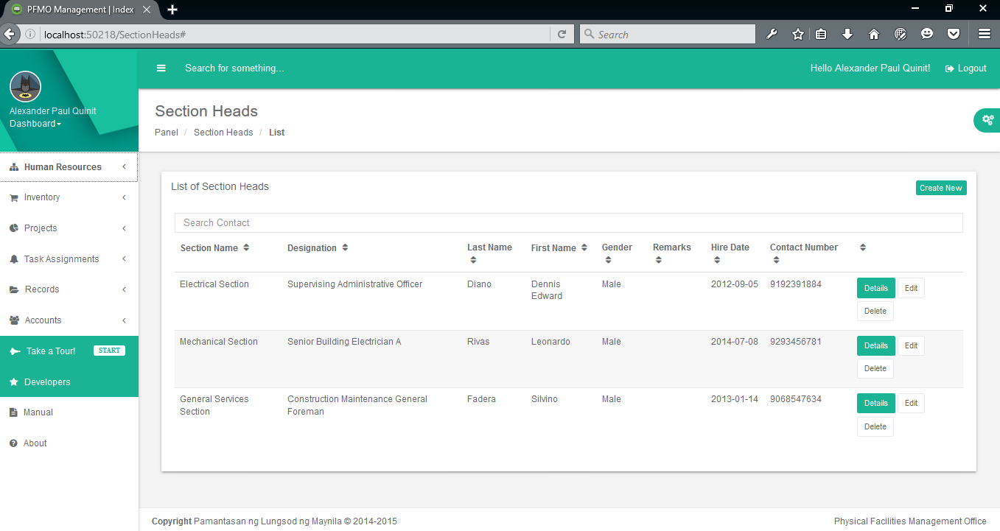 PFMO Management | Index
localhost:50218/SectionHeads#
Search
Search for something...
Hello Alexander Paul Quinit!
Logout
Alexander Paul Quinit
Dashboard
Section Heads
Panel / Section Heads / List
Human Resources
Inventory
Projects
Task Assignments
Records
Accounts
Take a Tour! START
Developers
Manual
About
List of Section Heads
Create New
Search Contact
Section Name Designation Last Name First Name Gender Remarks Hire Date Contact Number
Electrical Section Supervising Administrative Officer Diano Dennis Male 2012-09-05 9192391884 Details Edit
Edward
Delete
Mechanical Section Senior Building Electrician A Rivas Leonardo Male 2014-07-08 9293456781 Details Edit
Delete
General Services Construction Maintenance General Fadera Silvino Male 2013-01-14 9068547634 Details Edit
Section Foreman
Delete
Copyright Pamantasan ng Lungsod ng Maynila © 2014-2015
Physical Facilities Management Office